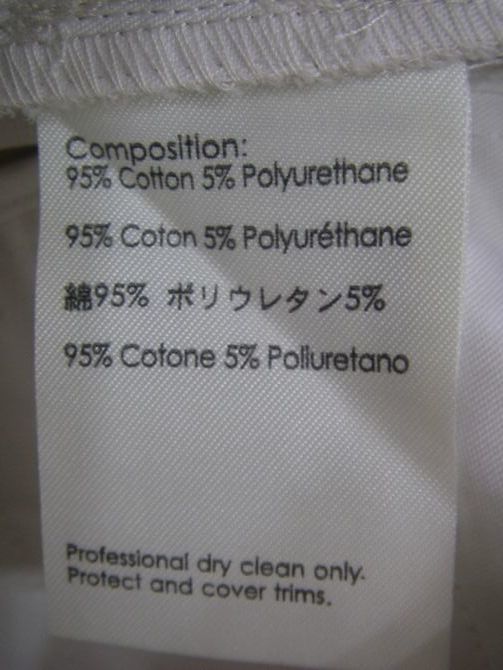 Composition:
95% Cotton 5% Polyurethane
95% Coton 5% Polyuréthane
綿95% ポリウレタン5%
95% Cotone 5% Poliuretano
Professional dry clean only.
Protect and cover trims.